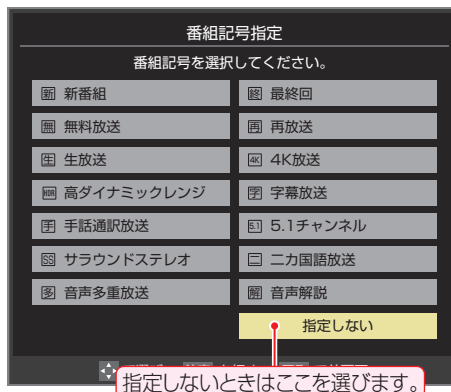 番組記号指定
番組記号を選択してください。
新 新番組
終 最終回
無 無料放送
再 再放送
生 生放送
4K 4K放送
HDR 高ダイナミックレンジ
字 字幕放送
手 手話通訳放送
5.1 5.1チャンネル
SS サラウンドステレオ
二 二カ国語放送
多 音声多重放送
解 音声解説
指定しない
指定しないときはここを選びます。